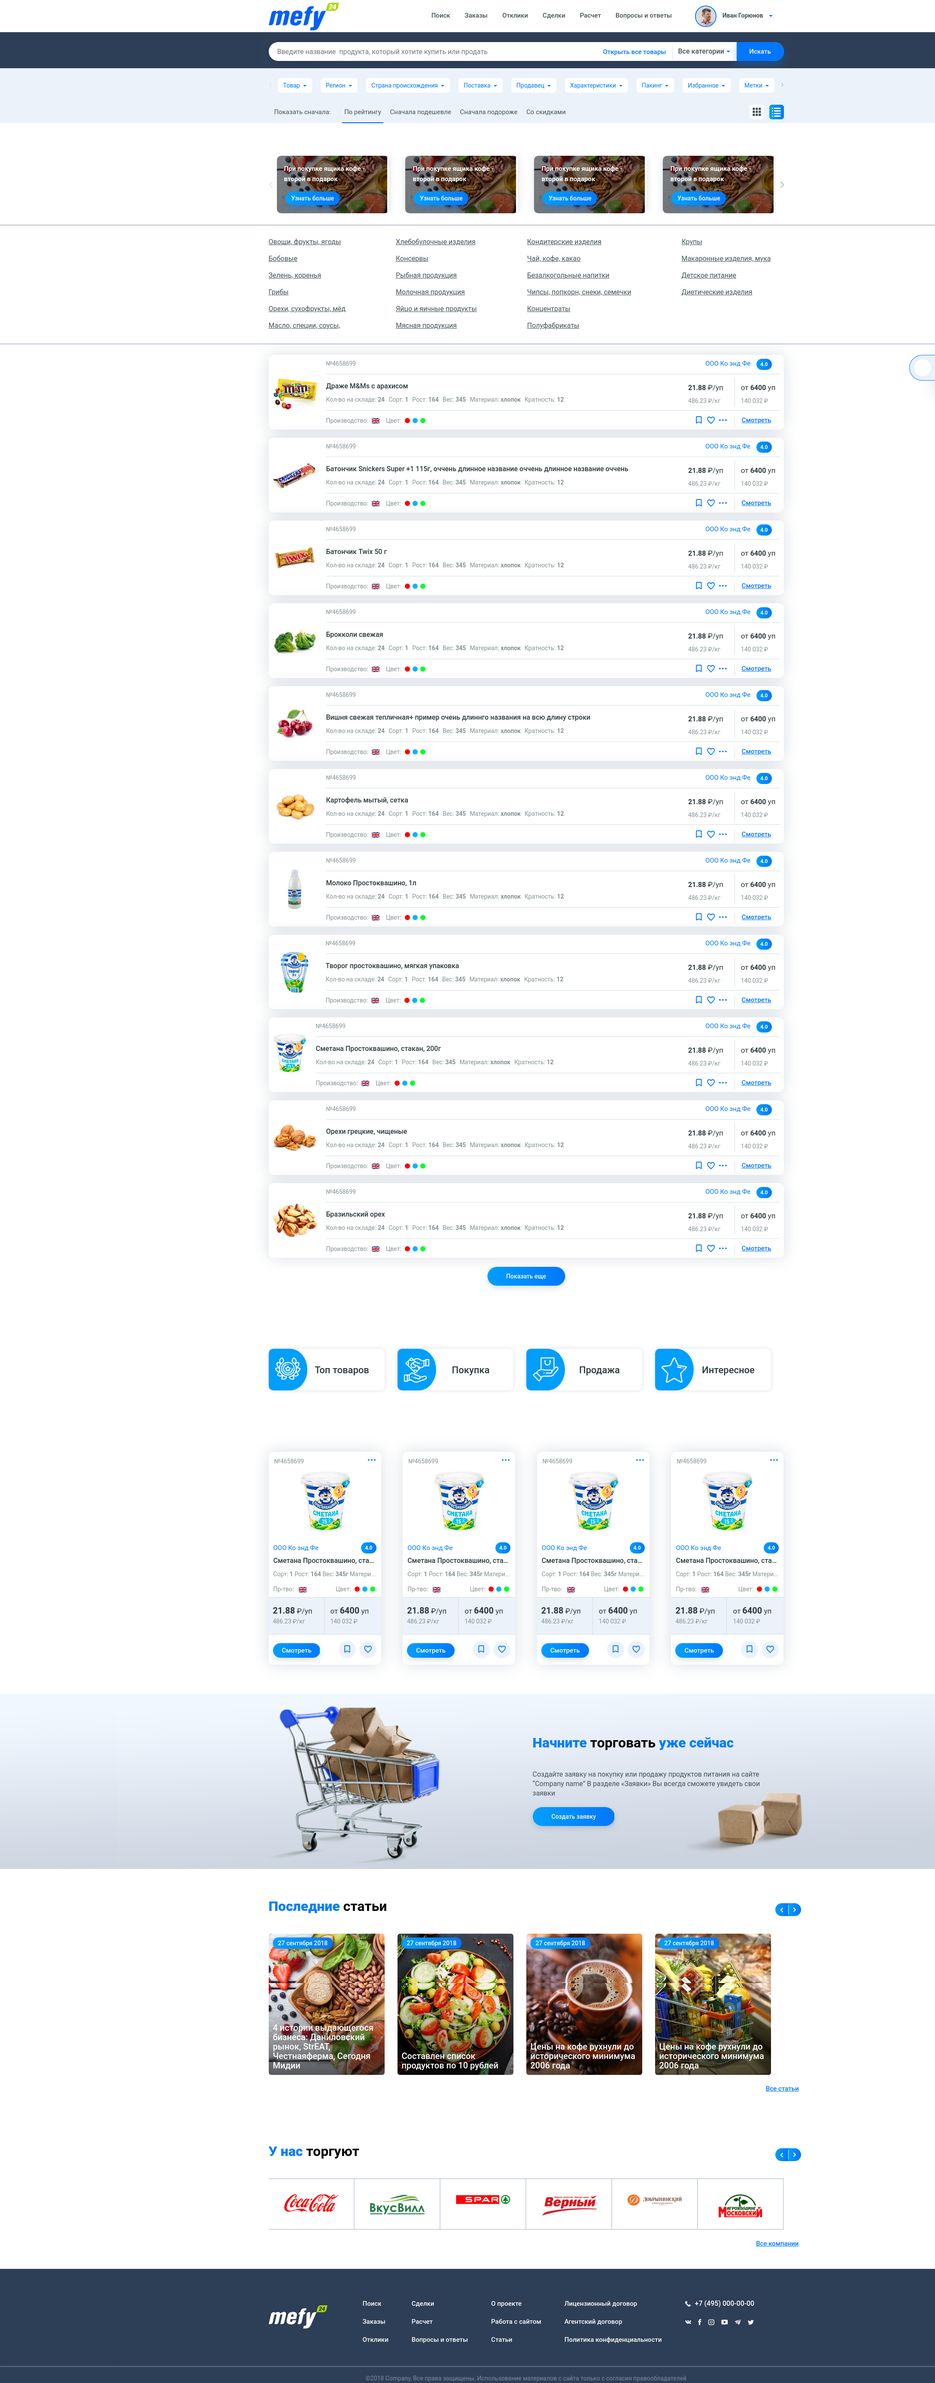 mefy 24
Поиск Заказы Отклики Сделки Расчет Вопросы и ответы Иван Горюнов
Введите название продукта, который хотите купить или продать Открыть все товары Все категории Искать
Товар Регион Страна происхождения Поставка Продавец Характеристики Пакинг Избранное Метки
Показать сначала: По рейтингу Сначала подешевле Сначала подороже Со скидками
При покупке ящика кофе - При покупке ящика кофе - При покупке ящика кофе - При покупке ящика кофе -
второй в подарок второй в подарок второй в подарок второй в подарок
Узнать больше Узнать больше Узнать больше Узнать больше
Овощи, фрукты, ягоды Хлебобулочные изделия Кондитерские изделия Крупы
Бобовые Консервы Чай, кофе, какао Макаронные изделия, мука
Зелень, коренья Рыбная продукция Безалкогольные напитки Детское питание
Грибы Молочная продукция Чипсы, попкорн, снеки, семечки Диетические изделия
Орехи, сухофрукты, мёд Яйцо и яичные продукты Концентраты
Масло, специи, соусы, Мясная продукция Полуфабрикаты
№4658699 ООО Ко энд Фе 4.0
Драже M&Ms с арахисом 21.88 ₽/уп от 6400 уп
Кол-во на складе: 24 Сорт: 1 Рост: 164 Вес: 345 Материал: хлопок Кратность: 12 486.23 ₽/кг 140 032 ₽
Производство: Цвет: Смотреть
№4658699 ООО Ко энд Фе 4.0
Батончик Snickers Super +1 115г, оччень длинное название оччень длинное название оччень 21.88 ₽/уп от 6400 уп
Кол-во на складе: 24 Сорт: 1 Рост: 164 Вес: 345 Материал: хлопок Кратность: 12 486.23 ₽/кг 140 032 ₽
Производство: Цвет: Смотреть
№4658699 ООО Ко энд Фе 4.0
Батончик Twix 50 г 21.88 ₽/уп от 6400 уп
Кол-во на складе: 24 Сорт: 1 Рост: 164 Вес: 345 Материал: хлопок Кратность: 12 486.23 ₽/кг 140 032 ₽
Производство: Цвет: Смотреть
№4658699 ООО Ко энд Фе 4.0
Брокколи свежая 21.88 ₽/уп от 6400 уп
Кол-во на складе: 24 Сорт: 1 Рост: 164 Вес: 345 Материал: хлопок Кратность: 12 486.23 ₽/кг 140 032 ₽
Производство: Цвет: Смотреть
№4658699 ООО Ко энд Фе 4.0
Вишня свежая тепличная+ пример очень длиннго названия на всю длину строки 21.88 ₽/уп от 6400 уп
Кол-во на складе: 24 Сорт: 1 Рост: 164 Вес: 345 Материал: хлопок Кратность: 12 486.23 ₽/кг 140 032 ₽
Производство: Цвет: Смотреть
№4658699 ООО Ко энд Фе 4.0
Картофель мытый, сетка 21.88 ₽/уп от 6400 уп
Кол-во на складе: 24 Сорт: 1 Рост: 164 Вес: 345 Материал: хлопок Кратность: 12 486.23 ₽/кг 140 032 ₽
Производство: Цвет: Смотреть
№4658699 ООО Ко энд Фе 4.0
Молоко Простоквашино, 1л 21.88 ₽/уп от 6400 уп
Кол-во на складе: 24 Сорт: 1 Рост: 164 Вес: 345 Материал: хлопок Кратность: 12 486.23 ₽/кг 140 032 ₽
Производство: Цвет: Смотреть
№4658699 ООО Ко энд Фе 4.0
Творог простоквашино, мягкая упаковка 21.88 ₽/уп от 6400 уп
Кол-во на складе: 24 Сорт: 1 Рост: 164 Вес: 345 Материал: хлопок Кратность: 12 486.23 ₽/кг 140 032 ₽
Производство: Цвет: Смотреть
№4658699 ООО Ко энд Фе 4.0
Сметана Простоквашино, стакан, 200г 21.88 ₽/уп от 6400 уп
Кол-во на складе: 24 Сорт: 1 Рост: 164 Вес: 345 Материал: хлопок Кратность: 12 486.23 ₽/кг 140 032 ₽
Производство: Цвет: Смотреть
№4658699 ООО Ко энд Фе 4.0
Орехи грецкие, чищеные 21.88 ₽/уп от 6400 уп
Кол-во на складе: 24 Сорт: 1 Рост: 164 Вес: 345 Материал: хлопок Кратность: 12 486.23 ₽/кг 140 032 ₽
Производство: Цвет: Смотреть
№4658699 ООО Ко энд Фе 4.0
Бразильский орех 21.88 ₽/уп от 6400 уп
Кол-во на складе: 24 Сорт: 1 Рост: 164 Вес: 345 Материал: хлопок Кратность: 12 486.23 ₽/кг 140 032 ₽
Производство: Цвет: Смотреть
Показать еще
Топ товаров Покупка Продажа Интересное
№4658699 №4658699 №4658699 №4658699
СМЕТАНА СМЕТАНА СМЕТАНА СМЕТАНА
ООО Ко энд Фе 4.0 ООО Ко энд Фе 4.0 ООО Ко энд Фе 4.0 ООО Ко энд Фе 4.0
Сметана Простоквашино, ста... Сметана Простоквашино, ста... Сметана Простоквашино, ста... Сметана Простоквашино, ста...
Сорт: 1 Рост: 164 Вес: 345г Матери... Сорт: 1 Рост: 164 Вес: 345г Матери... Сорт: 1 Рост: 164 Вес: 345г Матери... Сорт: 1 Рост: 164 Вес: 345г Матери...
Пр-тво: Цвет: Пр-тво: Цвет: Пр-тво: Цвет: Пр-тво: Цвет:
21.88 ₽/уп от 6400 уп 21.88 ₽/уп от 6400 уп 21.88 ₽/уп от 6400 уп 21.88 ₽/уп от 6400 уп
486.23 ₽/кг 140 032 ₽ 486.23 ₽/кг 140 032 ₽ 486.23 ₽/кг 140 032 ₽ 486.23 ₽/кг 140 032 ₽
Смотреть Смотреть Смотреть Смотреть
Начните торговать уже сейчас
Создайте заявку на покупку или продажу продуктов питания на сайте
"Company name" В разделе «Заявки» Вы всегда сможете увидеть свои
заявки
Создать заявку
Последние статьи
27 сентября 2018 27 сентября 2018 27 сентября 2018 27 сентября 2018
4 истории выдающегося
бизнеса: Даниловский
рынок, StrEAT,
Честнаяферма, Сегодня
Мидии
Составлен список
продуктов по 10 рублей
Цены на кофе рухнули до
исторического минимума
2006 года
Цены на кофе рухнули до
исторического минимума
2006 года
Все статьи
У нас торгуют
Coca-Cola ВкусВилл SPAR Верный ДОБРЫНИНСКИЙ АГРОХОЛДИНГ МОСКОВСКИЙ
Все компании
mefy 24
Поиск Сделки О проекте Лицензионный договор +7 (495) 000-00-00
Заказы Расчет Работа с сайтом Агентский договор
Отклики Вопросы и ответы Статьи Политика конфиденциальности
©2018 Company. Все права защищены. Использование материалов с сайта только с согласия правообладателей